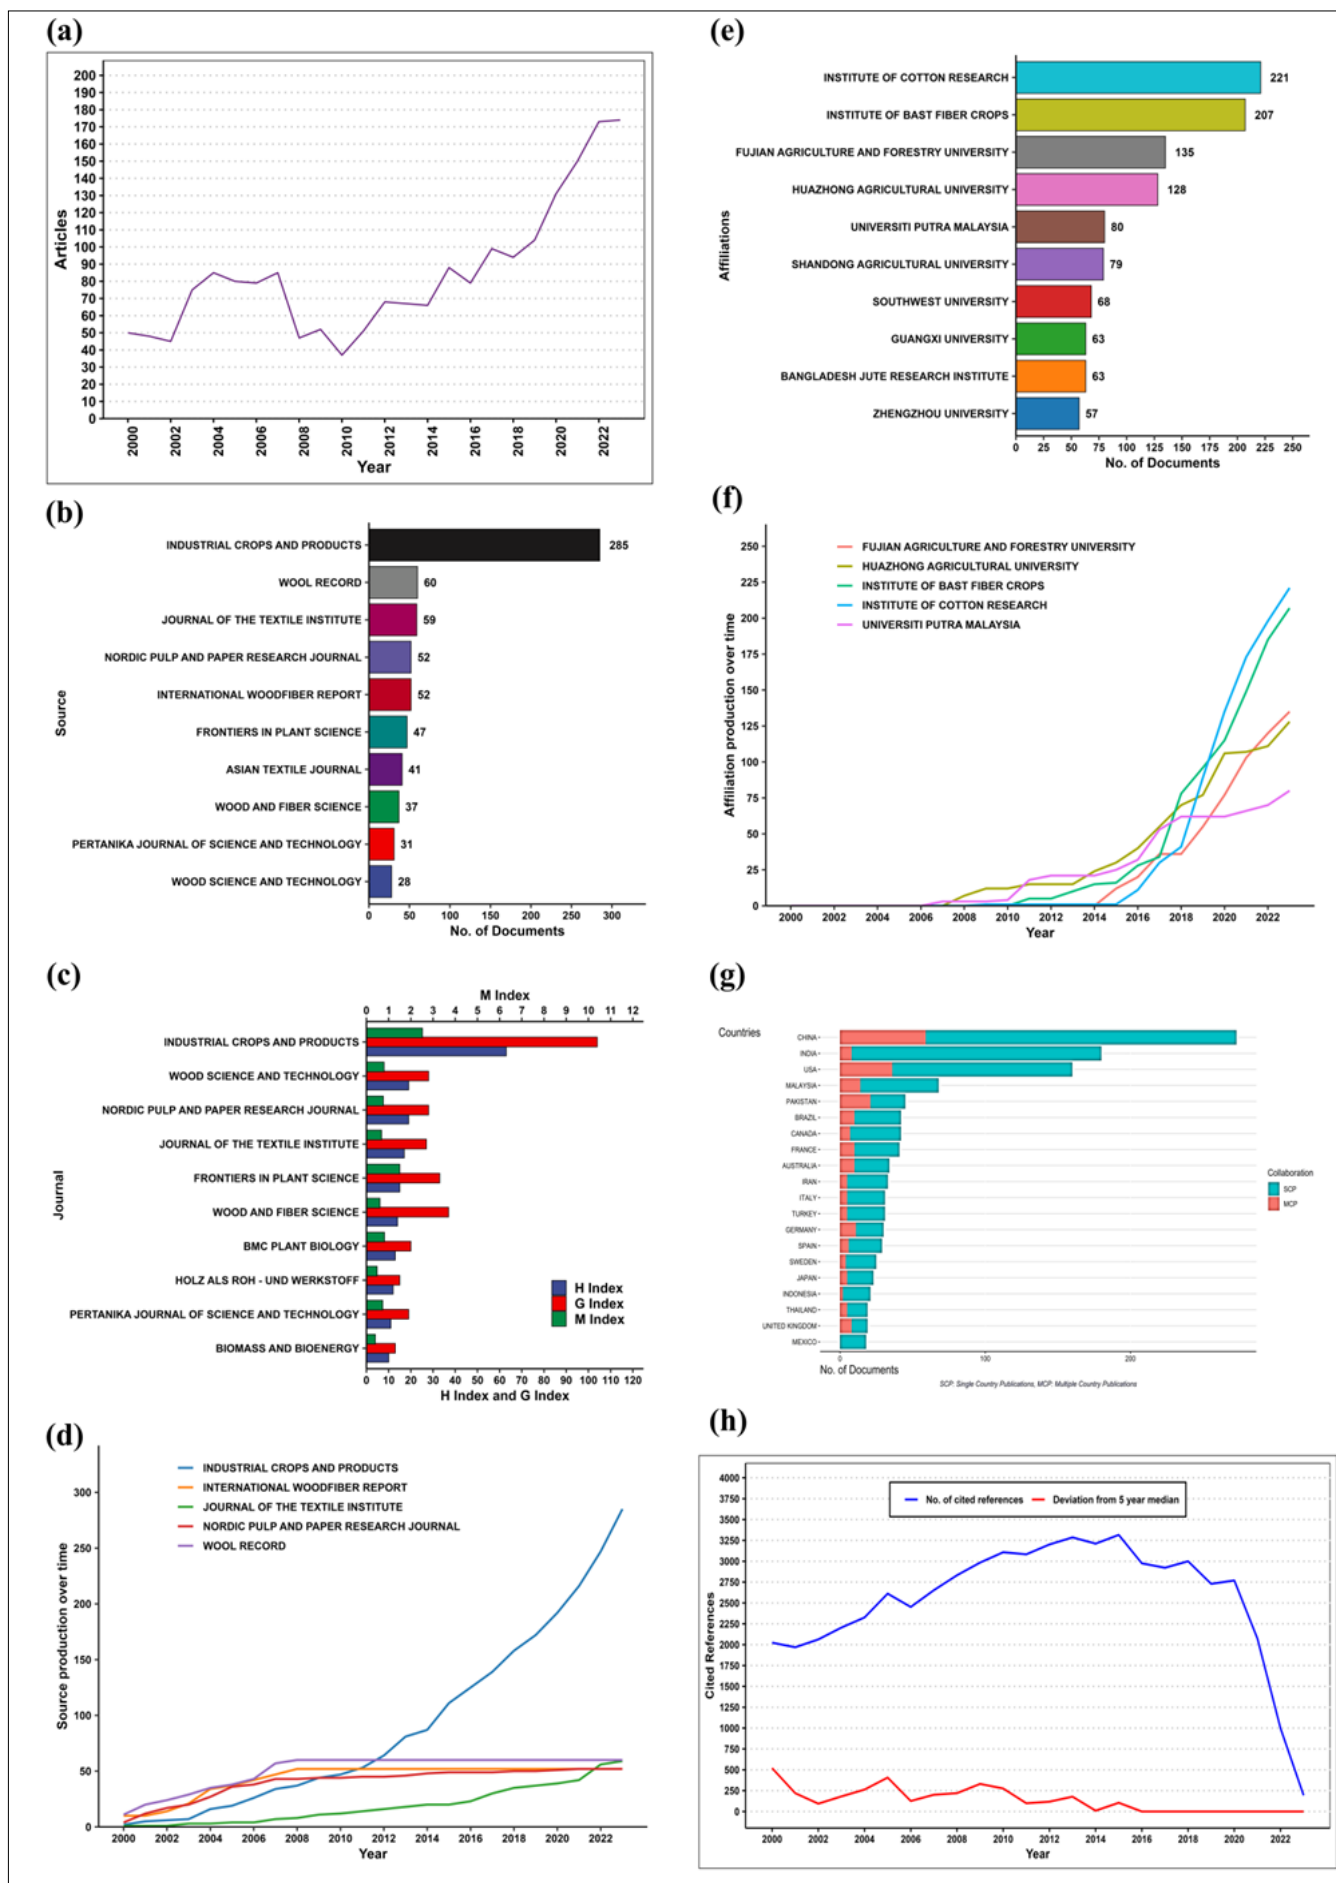 (a)
200
190
180
170
160
150
140
130
120
110
100
90
80
70
60
50
40
30
20
10
0
Articles
2000 2002 2004 2006 2008 2010 2012 2014 2016 2018 2020 2022
Year
(b)
Source
INDUSTRIAL CROPS AND PRODUCTS 285
WOOL RECORD 60
JOURNAL OF THE TEXTILE INSTITUTE 59
NORDIC PULP AND PAPER RESEARCH JOURNAL 52
INTERNATIONAL WOODFIBER REPORT 52
FRONTIERS IN PLANT SCIENCE 47
ASIAN TEXTILE JOURNAL 41
WOOD AND FIBER SCIENCE 37
PERTANIKA JOURNAL OF SCIENCE AND TECHNOLOGY 31
WOOD SCIENCE AND TECHNOLOGY 28
0 50 100 150 200 250 300
No. of Documents
(c)
M Index
0 1 2 3 4 5 6 7 8 9 10 11 12
Journal
INDUSTRIAL CROPS AND PRODUCTS
WOOD SCIENCE AND TECHNOLOGY
NORDIC PULP AND PAPER RESEARCH JOURNAL
JOURNAL OF THE TEXTILE INSTITUTE
FRONTIERS IN PLANT SCIENCE
WOOD AND FIBER SCIENCE
BMC PLANT BIOLOGY
HOLZ ALS ROH - UND WERKSTOFF
PERTANIKA JOURNAL OF SCIENCE AND TECHNOLOGY
BIOMASS AND BIOENERGY
H Index
G Index
M Index
0 10 20 30 40 50 60 70 80 90 100 110 120
H Index and G Index
(d)
INDUSTRIAL CROPS AND PRODUCTS
INTERNATIONAL WOODFIBER REPORT
JOURNAL OF THE TEXTILE INSTITUTE
NORDIC PULP AND PAPER RESEARCH JOURNAL
WOOL RECORD
Source production over time
300
250
200
150
100
50
0
2000 2002 2004 2006 2008 2010 2012 2014 2016 2018 2020 2022
Year
(e)
Affiliations
INSTITUTE OF COTTON RESEARCH 221
INSTITUTE OF BAST FIBER CROPS 207
FUJIAN AGRICULTURE AND FORESTRY UNIVERSITY 135
HUAZHONG AGRICULTURAL UNIVERSITY 128
UNIVERSITI PUTRA MALAYSIA 80
SHANDONG AGRICULTURAL UNIVERSITY 79
SOUTHWEST UNIVERSITY 68
GUANGXI UNIVERSITY 63
BANGLADESH JUTE RESEARCH INSTITUTE 63
ZHENGZHOU UNIVERSITY 57
0 25 50 75 100 125 150 175 200 225 250
No. of Documents
(f)
FUJIAN AGRICULTURE AND FORESTRY UNIVERSITY
HUAZHONG AGRICULTURAL UNIVERSITY
INSTITUTE OF BAST FIBER CROPS
INSTITUTE OF COTTON RESEARCH
UNIVERSITI PUTRA MALAYSIA
Affiliation production over time
250
225
200
175
150
125
100
75
50
25
0
2000 2002 2004 2006 2008 2010 2012 2014 2016 2018 2020 2022
Year
(g)
Countries
CHINA
INDIA
USA
MALAYSIA
PAKISTAN
BRAZIL
CANADA
FRANCE
AUSTRALIA
IRAN
ITALY
TURKEY
GERMANY
SPAIN
SWEDEN
JAPAN
INDONESIA
THAILAND
UNITED KINGDOM
MEXICO
Collaboration
SCP
MCP
0 100 200
No. of Documents
SCP: Single Country Publications, MCP: Multiple Country Publications
(h)
No. of cited references Deviation from 5 year median
Cited References
4000
3750
3500
3250
3000
2750
2500
2250
2000
1750
1500
1250
1000
750
500
250
0
2000 2002 2004 2006 2008 2010 2012 2014 2016 2018 2020 2022
Year